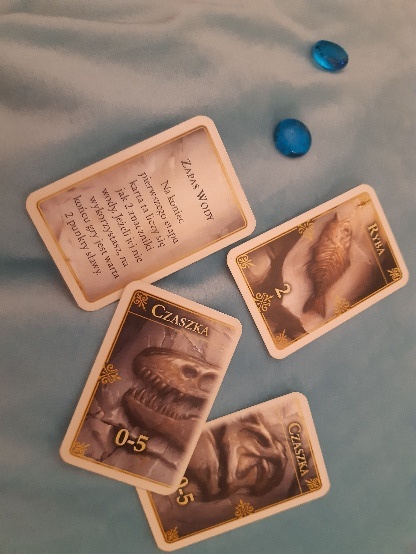 Zapas Wody
Na koniec
pierwszego etapu
karta ta liczy się
jak 2 znaczniki
wody. Jeżeli ich nie
wykorzystasz, na
końcu gry jest warta
2 punkty sławy.
Ryba
2
Czaszka
0-5
Czaszka
0-5